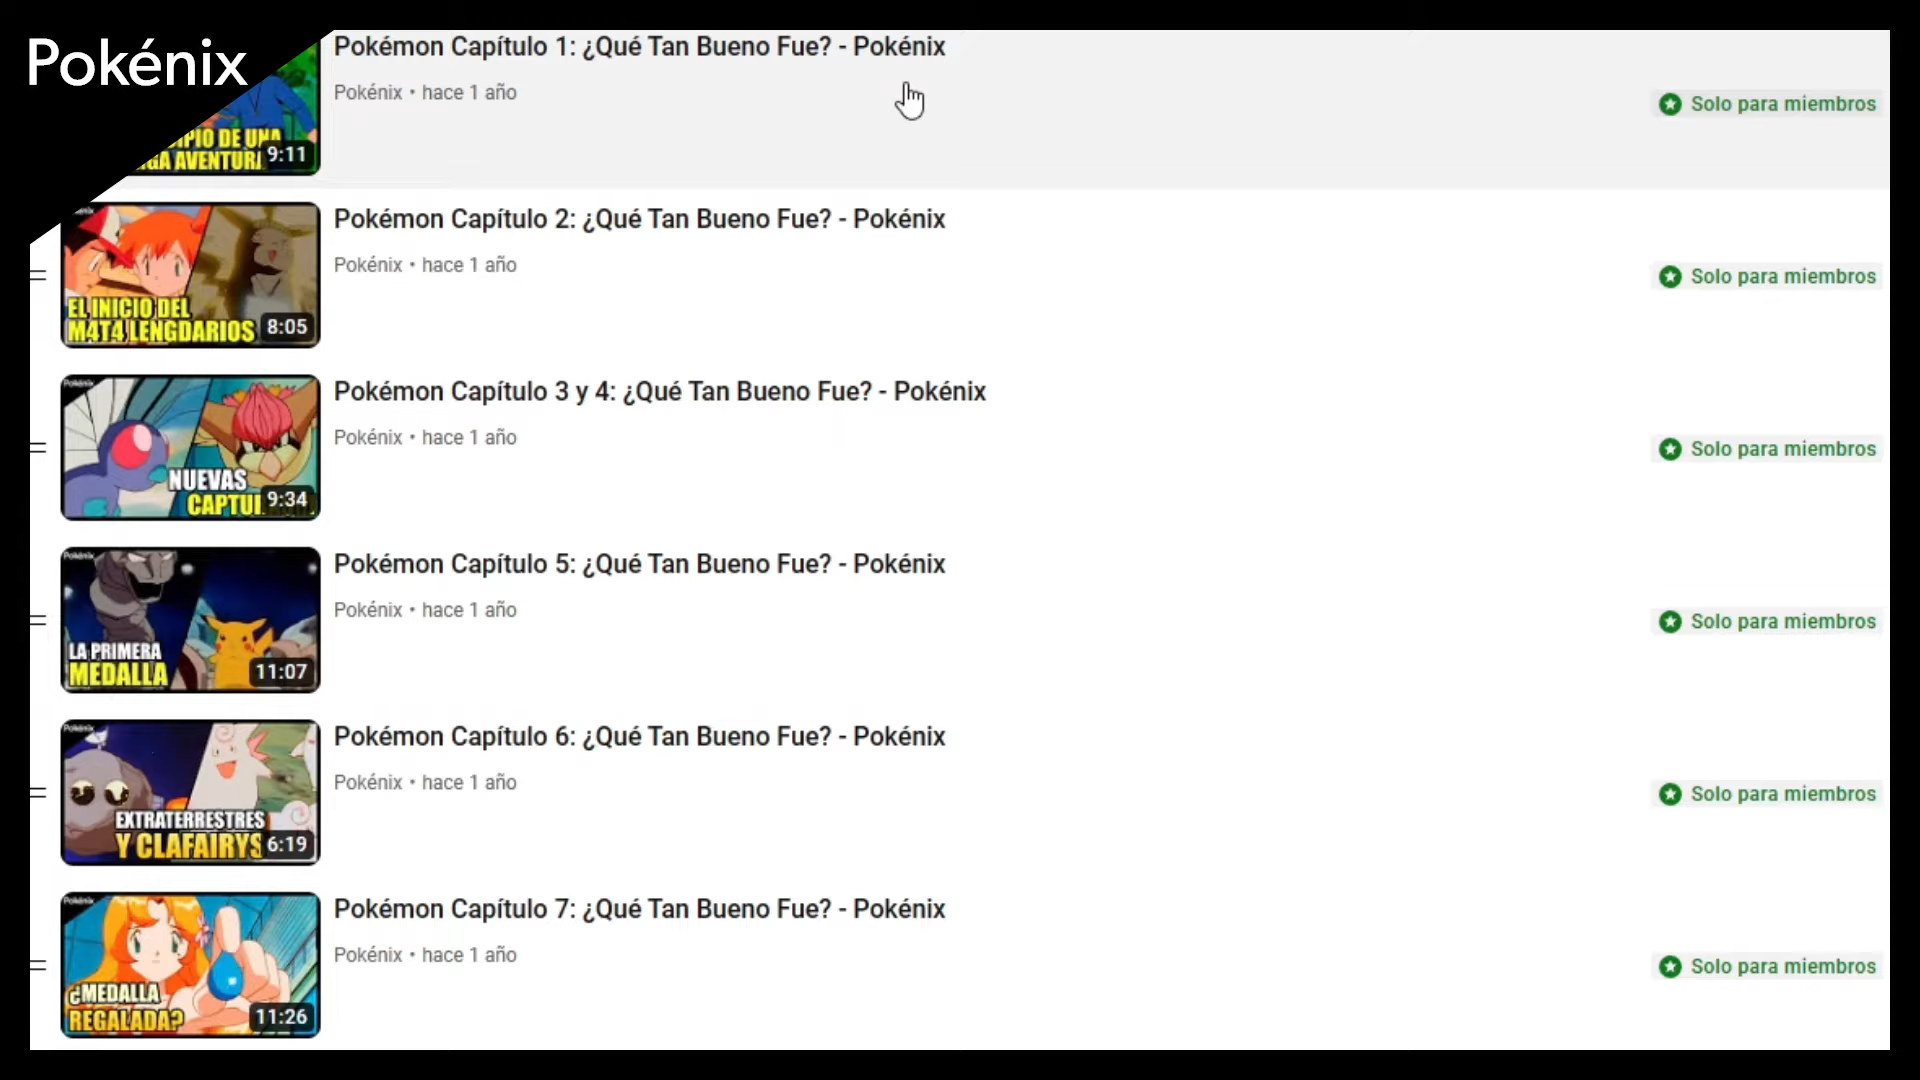 Pokénix
Pokémon Capítulo 1: ¿Qué Tan Bueno Fue? - Pokénix
Pokénix • hace 1 año
Solo para miembros
AVENTURA
9:11
Pokémon Capítulo 2: ¿Qué Tan Bueno Fue? - Pokénix
Pokénix • hace 1 año
Solo para miembros
EL INICIO DEL
M4T4 LENGDARIOS
8:05
Pokémon Capítulo 3 y 4: ¿Qué Tan Bueno Fue? - Pokénix
Pokénix
Pokénix • hace 1 año
Solo para miembros
NUEVAS
9:34
Pokémon Capítulo 5: ¿Qué Tan Bueno Fue? - Pokénix
Pokénix
Pokénix • hace 1 año
Solo para miembros
LA PRIMERA
MEDALLA
11:07
Pokémon Capítulo 6: ¿Qué Tan Bueno Fue? - Pokénix
Pokénix
Pokénix • hace 1 año
Solo para miembros
EXTRATERRESTRES
Y CLAFAIRYS
6:19
Pokémon Capítulo 7: ¿Qué Tan Bueno Fue? - Pokénix
Pokénix
Pokénix • hace 1 año
Solo para miembros
¿MEDALLA
REGALADA?
11:26